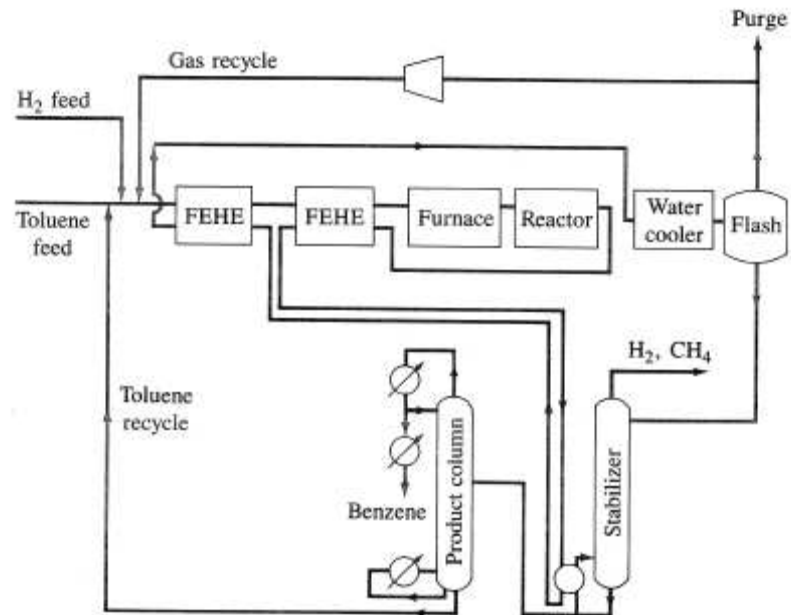 Purge
Gas recycle
H₂ feed
FEHE
FEHE
Furnace
Reactor
Water
cooler
Flash
Toluene
feed
H₂, CH₄
Toluene
recycle
Benzene
Product column
Stabilizer